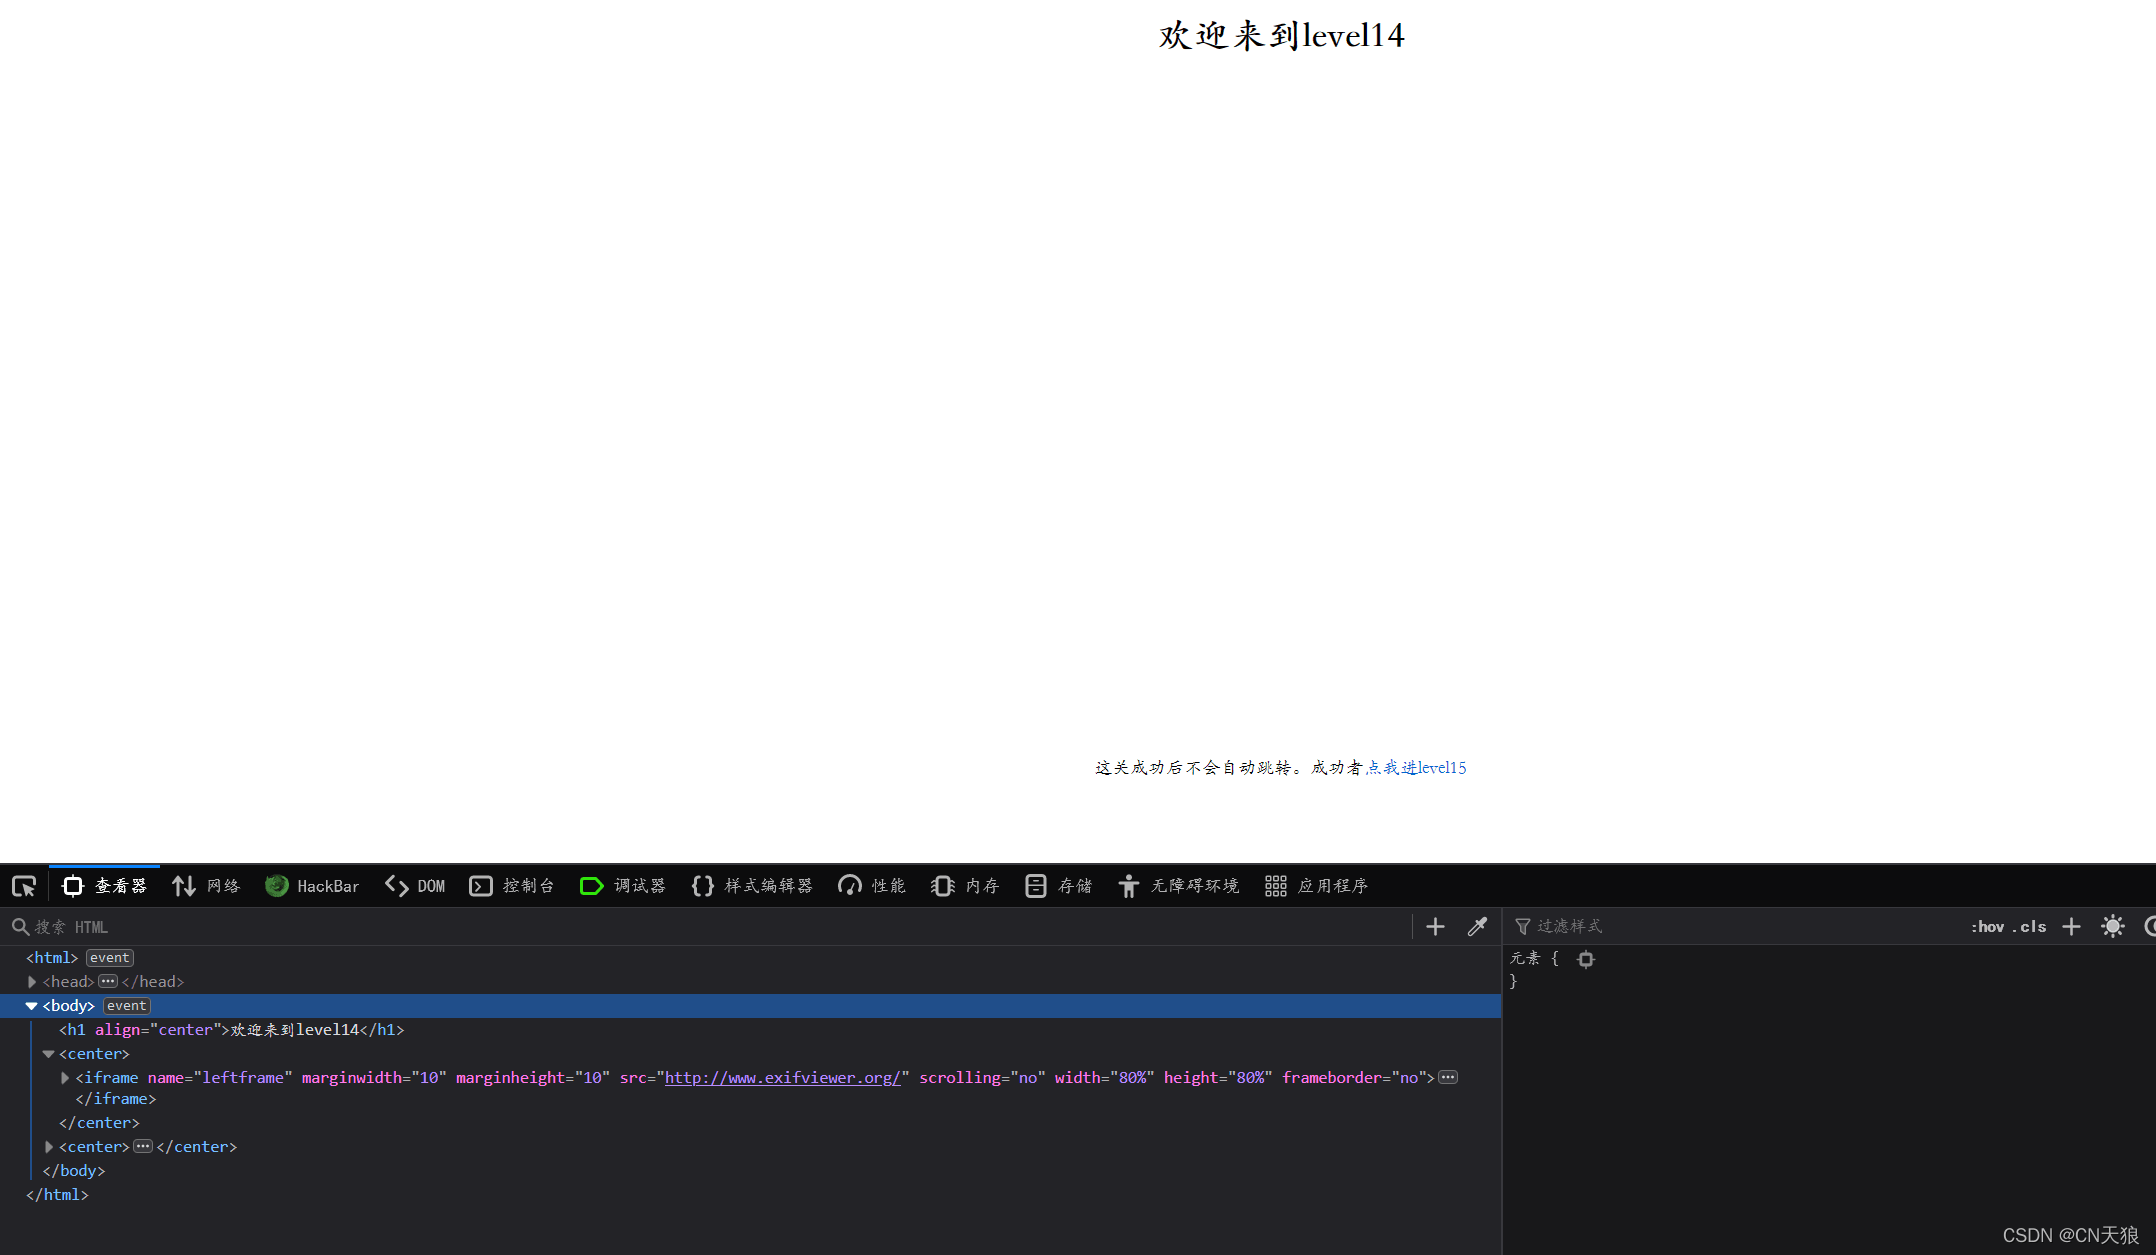 欢迎来到level14
这关成功后不会自动跳转。成功者点我进level15
查看器 网络 HackBar DOM 控制台 调试器 {} 样式编辑器 性能 内存 存储 无障碍环境 应用程序
搜索 HTML
过滤样式 :hov .cls
<html> event
<head> ••• </head>
<body> event
<h1 align="center">欢迎来到level14</h1>
<center>
<iframe name="leftframe" marginwidth="10" marginheight="10" src="http://www.exifviewer.org/" scrolling="no" width="80%" height="80%" frameborder="no"> •••
</iframe>
</center>
<center> ••• </center>
</body>
</html>
元素 {
}
CSDN @CN天狼